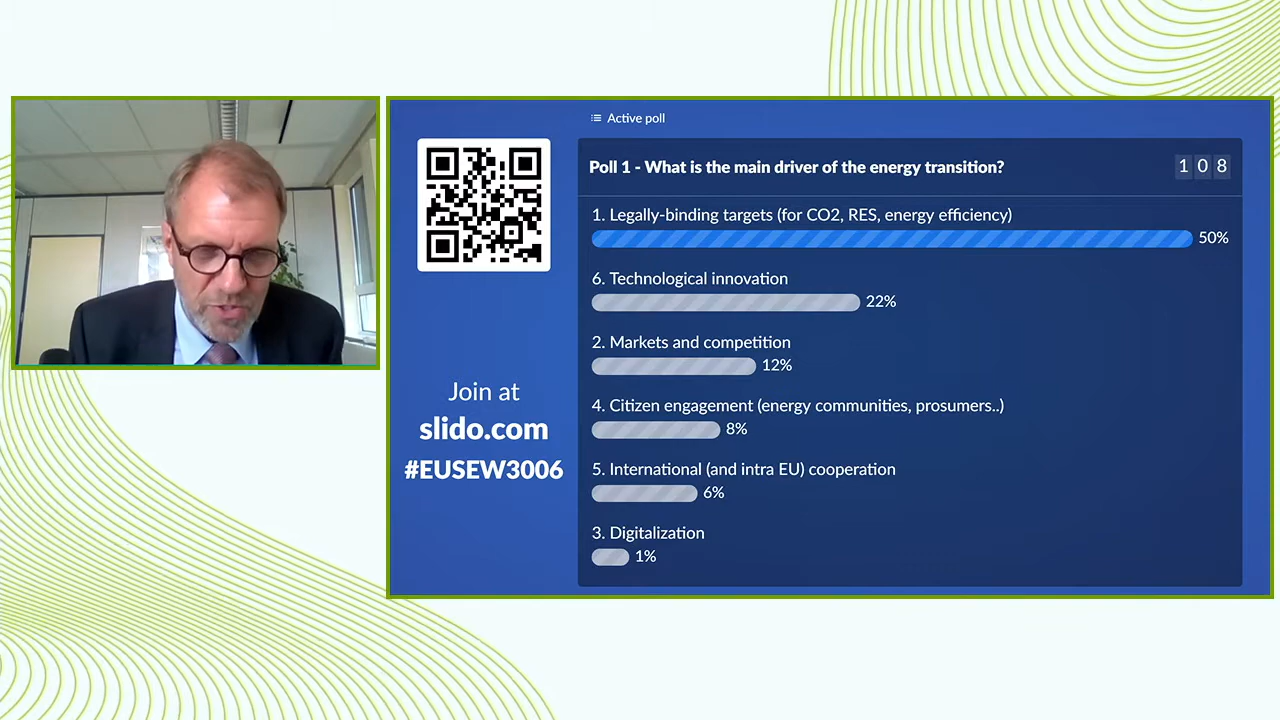 Active poll
Poll 1 - What is the main driver of the energy transition?
108
1. Legally-binding targets (for CO2, RES, energy efficiency)
50%
6. Technological innovation
22%
2. Markets and competition
12%
4. Citizen engagement (energy communities, prosumers..)
8%
5. International (and intra EU) cooperation
6%
3. Digitalization
1%
Join at
slido.com
#EUSEW3006